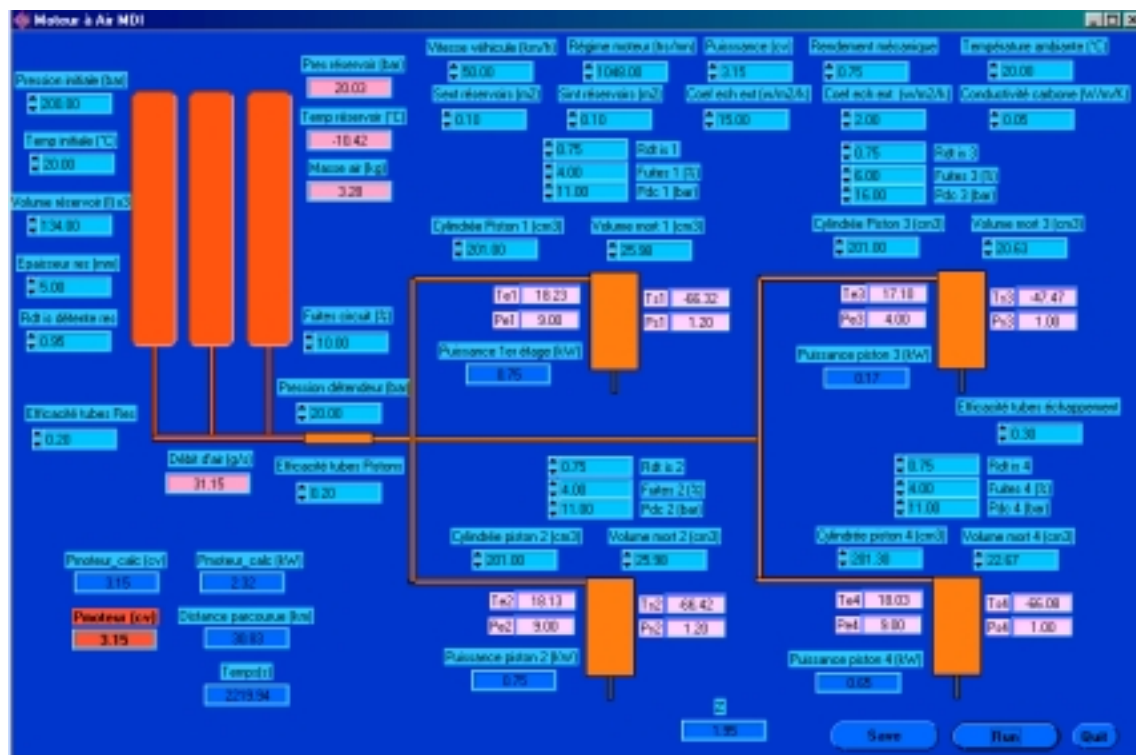 Moteur à Air MDI
Pression initiale (bar)
200.00
Temp initiale (°C)
20.00
Volume réservoir (l) x3
134.00
Epaisseur res (mm)
5.00
Rdt is détente res
0.95
Efficacité tubes Res
0.20
Pres réservoir (bar)
20.03
Temp réservoir (°C)
-10.42
Masse air (kg)
3.28
Fuites circuit (%)
10.00
Pression détendeur (bar)
20.00
Débit d'air (g/s)
31.15
Efficacité tubes Pistons
0.20
Vitesse véhicule (km/h)
50.00
Régime moteur (trs/mn)
1049.00
Puissance (cv)
3.15
Rendement mécanique
0.75
Température ambiante (°C)
20.00
Sext réservoirs (m2)
0.10
Sint réservoirs (m2)
0.10
Coef ech ext (w/m2/k)
15.00
Coef ech ext (w/m2/k)
2.00
Conductivité carbone (W/m/K)
0.05
0.75 Rdt is 1
4.00 Fuites 1 (%)
11.00 Pdc 1 (bar)
0.75 Rdt is 3
6.00 Fuites 3 (%)
16.00 Pdc 3 (bar)
Cylindrée Piston 1 (cm3)
201.00
Volume mort 1 (cm3)
25.90
Cylindrée Piston 3 (cm3)
201.00
Volume mort 3 (cm3)
20.63
Te1 18.23
Pe1 9.00
Ts1 -66.32
Ps1 1.20
Puissance 1er étage (kW)
0.75
Te3 17.10
Pe3 4.00
Ts3 -47.47
Ps3 1.00
Puissance piston 3 (kW)
0.17
Efficacité tubes échappement
0.30
0.75 Rdt is 2
4.00 Fuites 2 (%)
11.00 Pdc 2 (bar)
0.75 Rdt is 4
4.00 Fuites 4 (%)
11.00 Pdc 4 (bar)
Cylindrée piston 2 (cm3)
201.00
Volume mort 2 (cm3)
25.90
Cylindrée piston 4 (cm3)
201.30
Volume mort 4 (cm3)
22.67
Te2 18.13
Pe2 9.00
Ts2 -66.42
Ps2 1.20
Puissance piston 2 (kW)
0.75
Te4 18.03
Pe4 9.00
Ts4 -66.08
Ps4 1.00
Puissance piston 4 (kW)
0.65
Pmoteur_calc (cv)
3.15
Pmoteur_calc (kW)
2.32
Pmoteur (cv)
3.15
Distance parcourue (km)
30.83
Temps(s)
2219.94
1.95
Save
Run
Quit